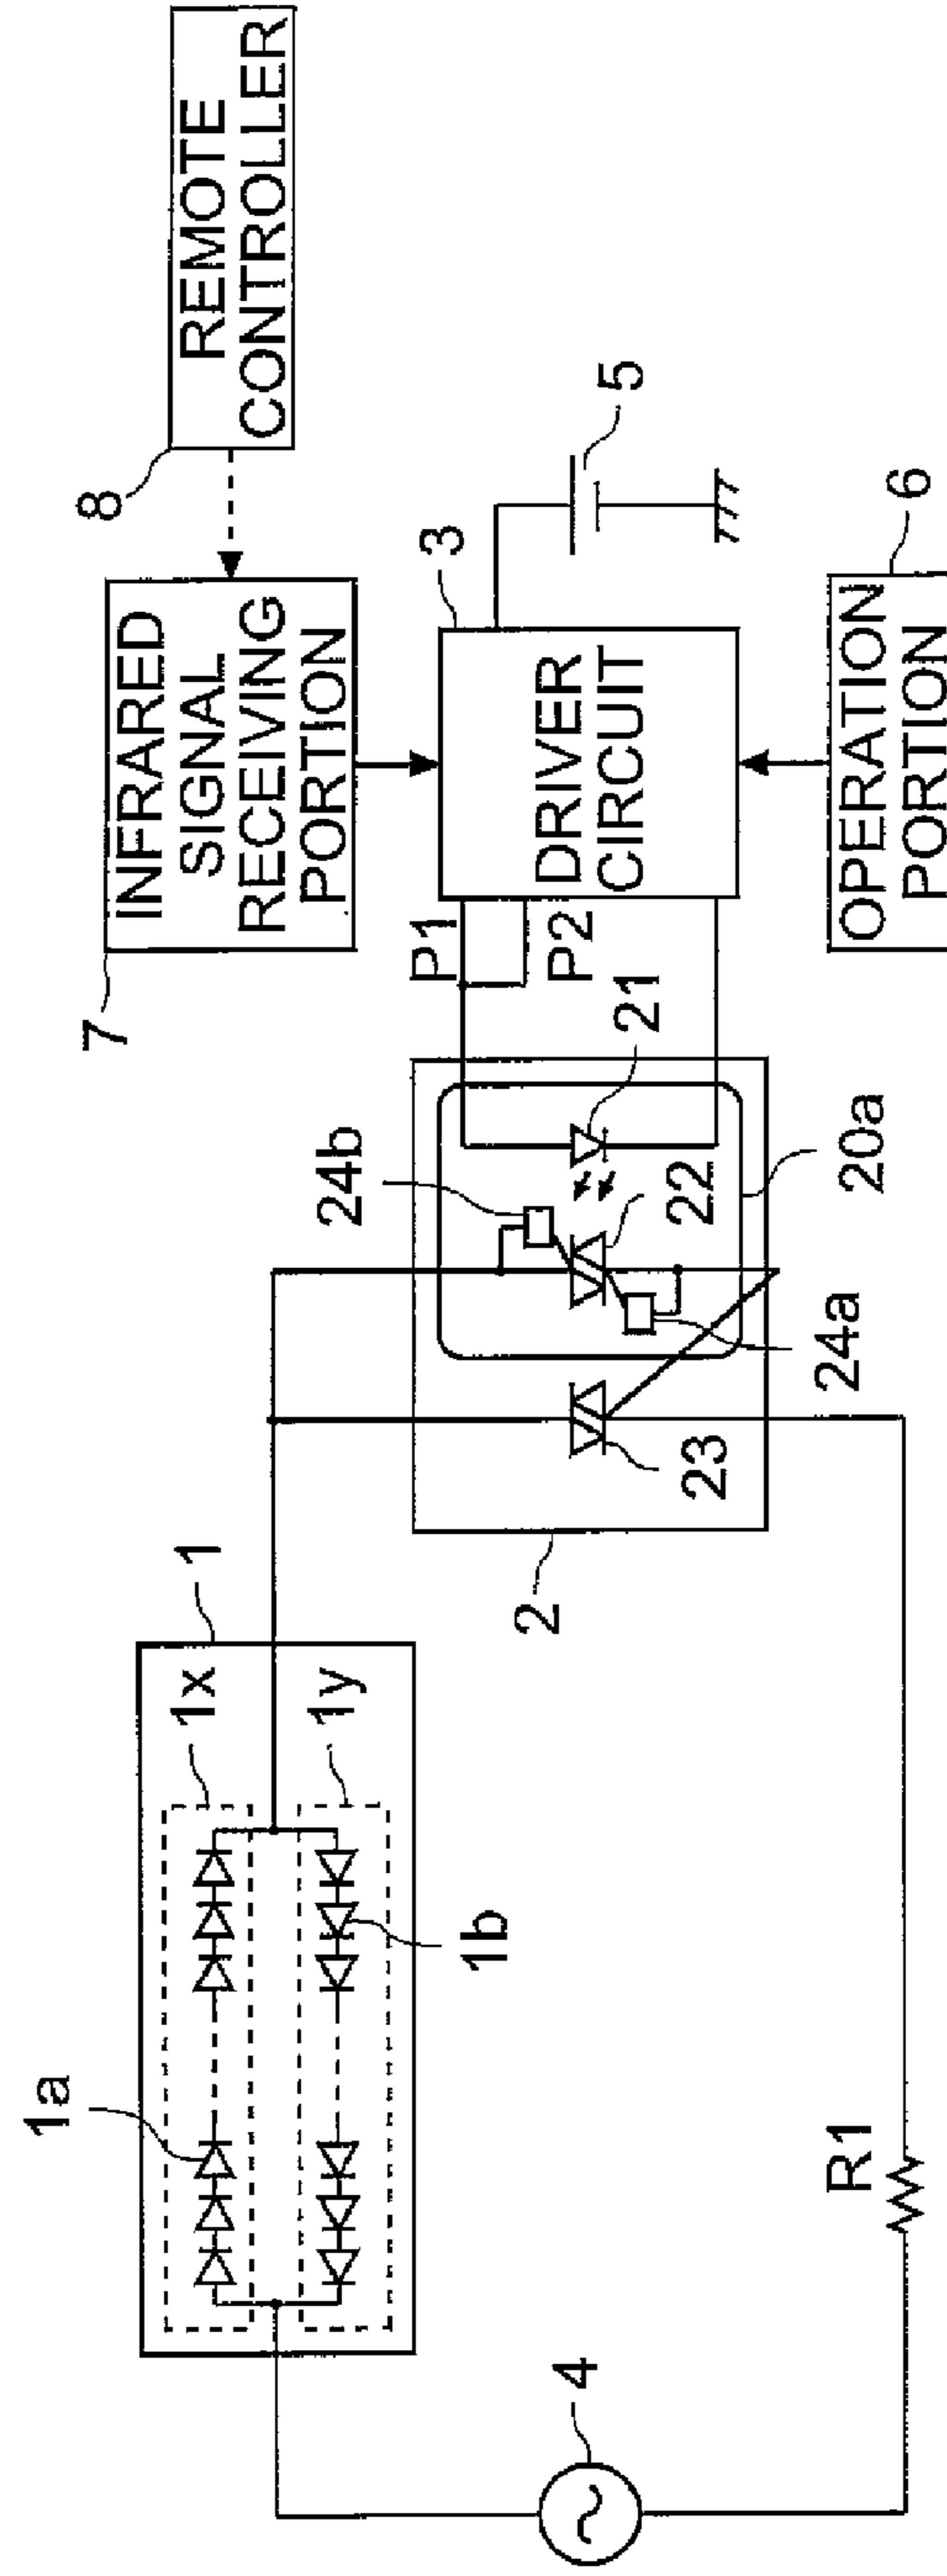 8
REMOTE
CONTROLLER
7
INFRARED
SIGNAL
RECEIVING
PORTION
3
5
P1
P2
DRIVER
CIRCUIT
6
OPERATION
PORTION
1
1x
1y
1a
1b
24b
21
22
20a
24a
23
2
4
R1